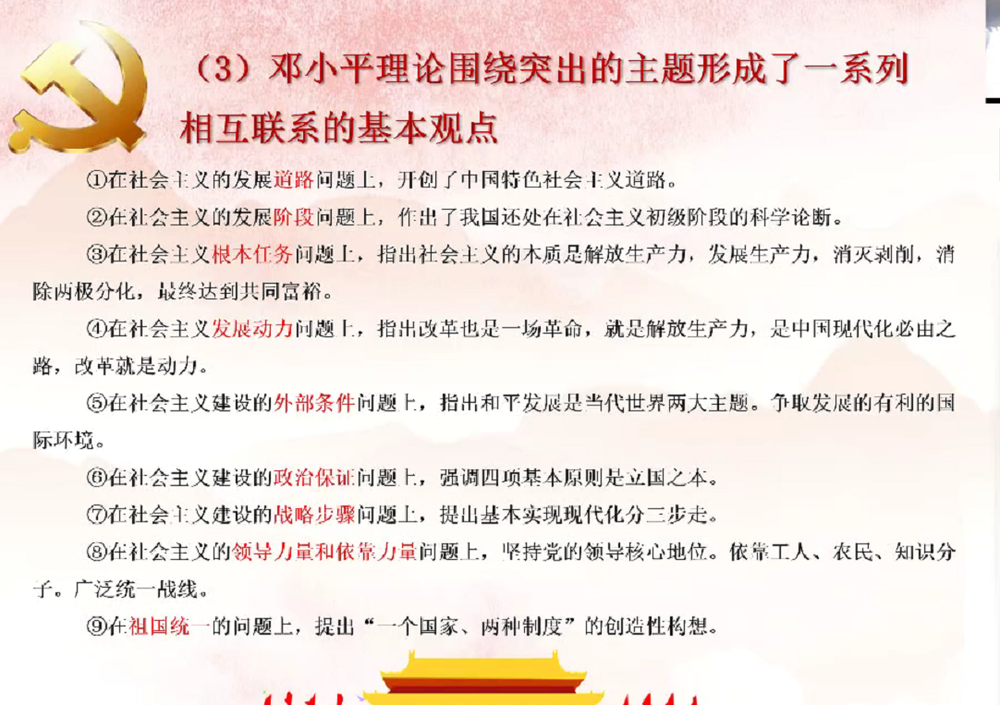 （3）邓小平理论围绕突出的主题形成了一系列
相互联系的基本观点
①在社会主义的发展道路问题上，开创了中国特色社会主义道路。
②在社会主义的发展阶段问题上，作出了我国还处在社会主义初级阶段的科学论断。
③在社会主义根本任务问题上，指出社会主义的本质是解放生产力，发展生产力，消灭剥削，消
除两极分化，最终达到共同富裕。
④在社会主义发展动力问题上，指出改革也是一场革命，就是解放生产力，是中国现代化必由之
路，改革就是动力。
⑤在社会主义建设的外部条件问题上，指出和平发展是当代世界两大主题。争取发展的有利的国
际环境。
⑥在社会主义建设的政治保证问题上，强调四项基本原则是立国之本。
⑦在社会主义建设的战略步骤问题上，提出基本实现现代化分三步走。
⑧在社会主义的领导力量和依靠力量问题上，坚持党的领导核心地位。依靠工人、农民、知识分
子。广泛统一战线。
⑨在祖国统一的问题上，提出“一个国家、两种制度”的创造性构想。